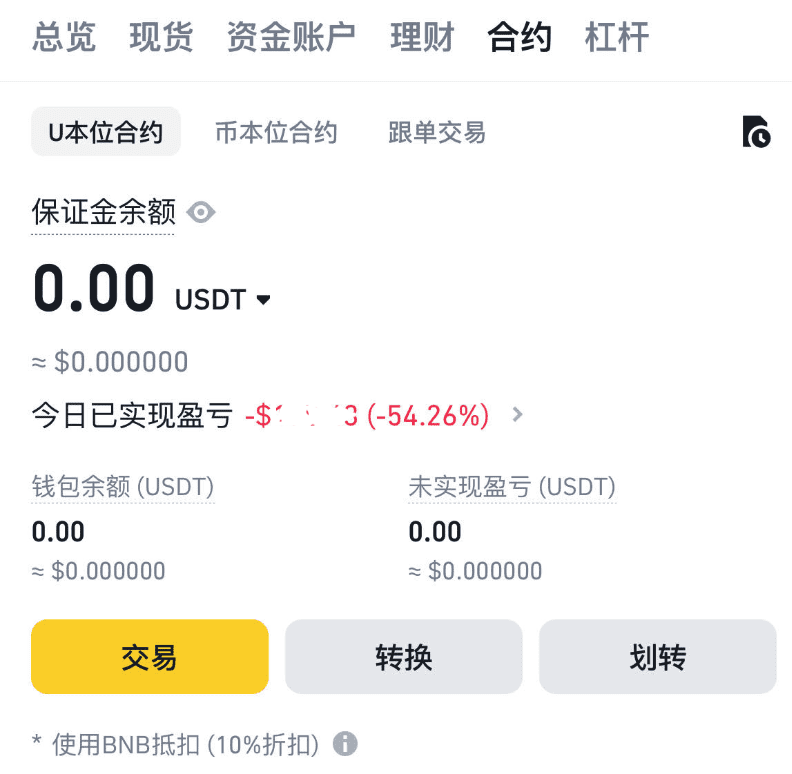 总览 现货 资金账户 理财 合约 杠杆
U本位合约 币本位合约 跟单交易
保证金余额
0.00 USDT
≈ $0.000000
今日已实现盈亏 -$ (-54.26%)
钱包余额 (USDT) 未实现盈亏 (USDT)
0.00 0.00
≈ $0.000000 ≈ $0.000000
交易 转换 划转
* 使用BNB抵扣 (10%折扣)